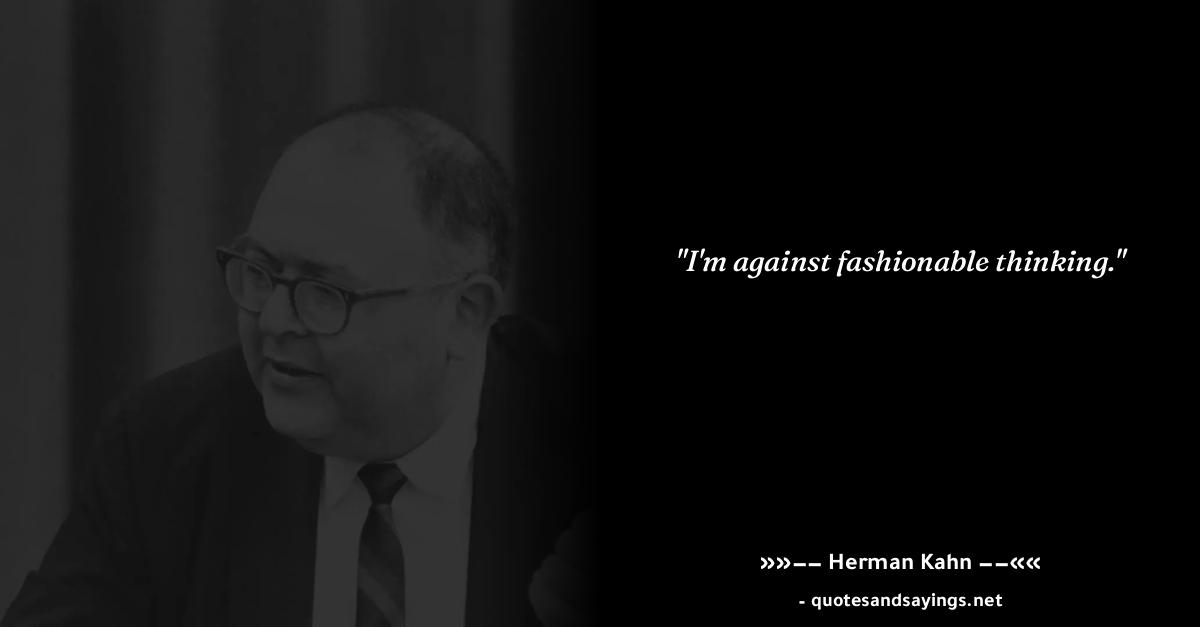 "I'm against fashionable thinking."
»»–– Herman Kahn ––««
- quotesandsayings.net